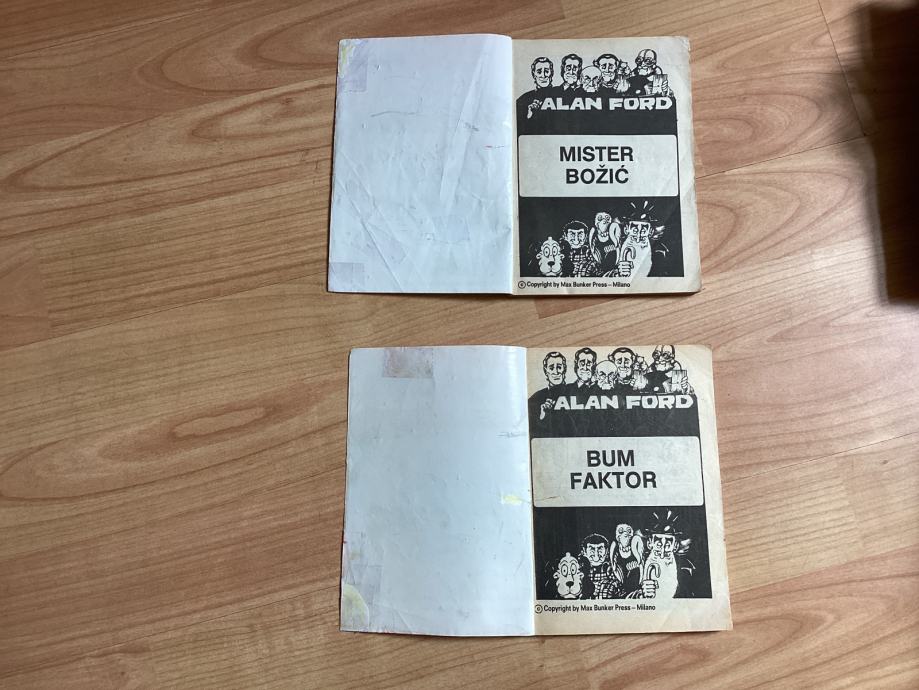 ALAN FORD
MISTER
BOŽIĆ
© Copyright by Max Bunker Press – Milano
ALAN FORD
BUM
FAKTOR
© Copyright by Max Bunker Press – Milano